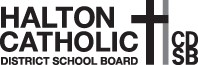 HALTON
CATHOLIC
DISTRICT SCHOOL BOARD
CD
SB